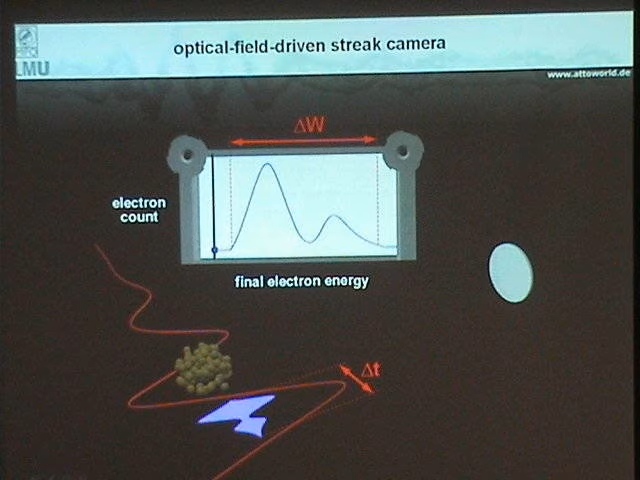 optical-field-driven streak camera
LMU
www.attoworld.de
ΔW
electron
count
final electron energy
Δt